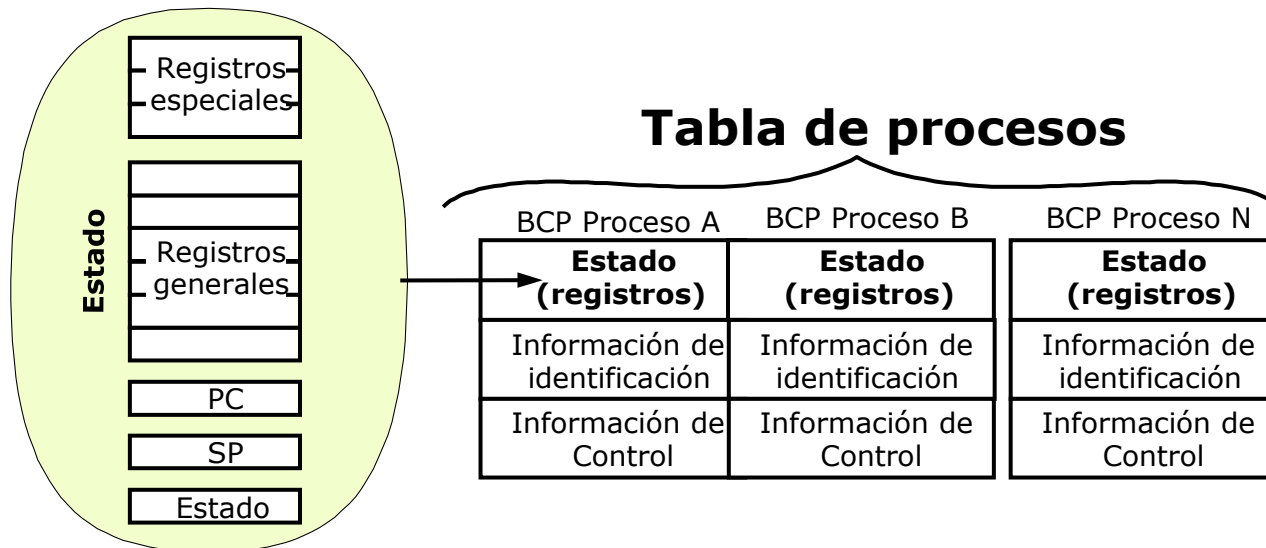 Registros
especiales
Estado
Registros
generales
PC
SP
Estado
Tabla de procesos
BCP Proceso A
BCP Proceso B
BCP Proceso N
Estado
(registros)
Estado
(registros)
Estado
(registros)
Información de
identificación
Información de
identificación
Información de
identificación
Información de
Control
Información de
Control
Información de
Control